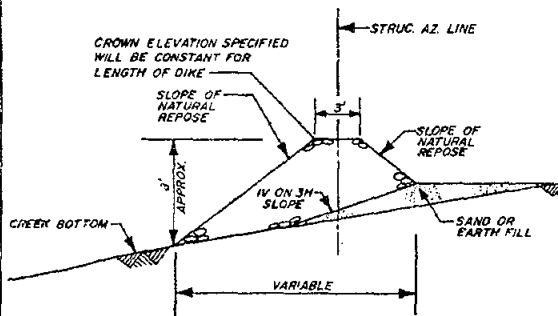 STRUC. AZ. LINE
CROWN ELEVATION SPECIFIED
WILL BE CONSTANT FOR
LENGTH OF DIKE
SLOPE OF
NATURAL
REPOSE
3'
SLOPE OF
NATURAL
REPOSE
APPROX.
1V ON 3H
SLOPE
CREEK BOTTOM
SAND OR
EARTH FILL
VARIABLE